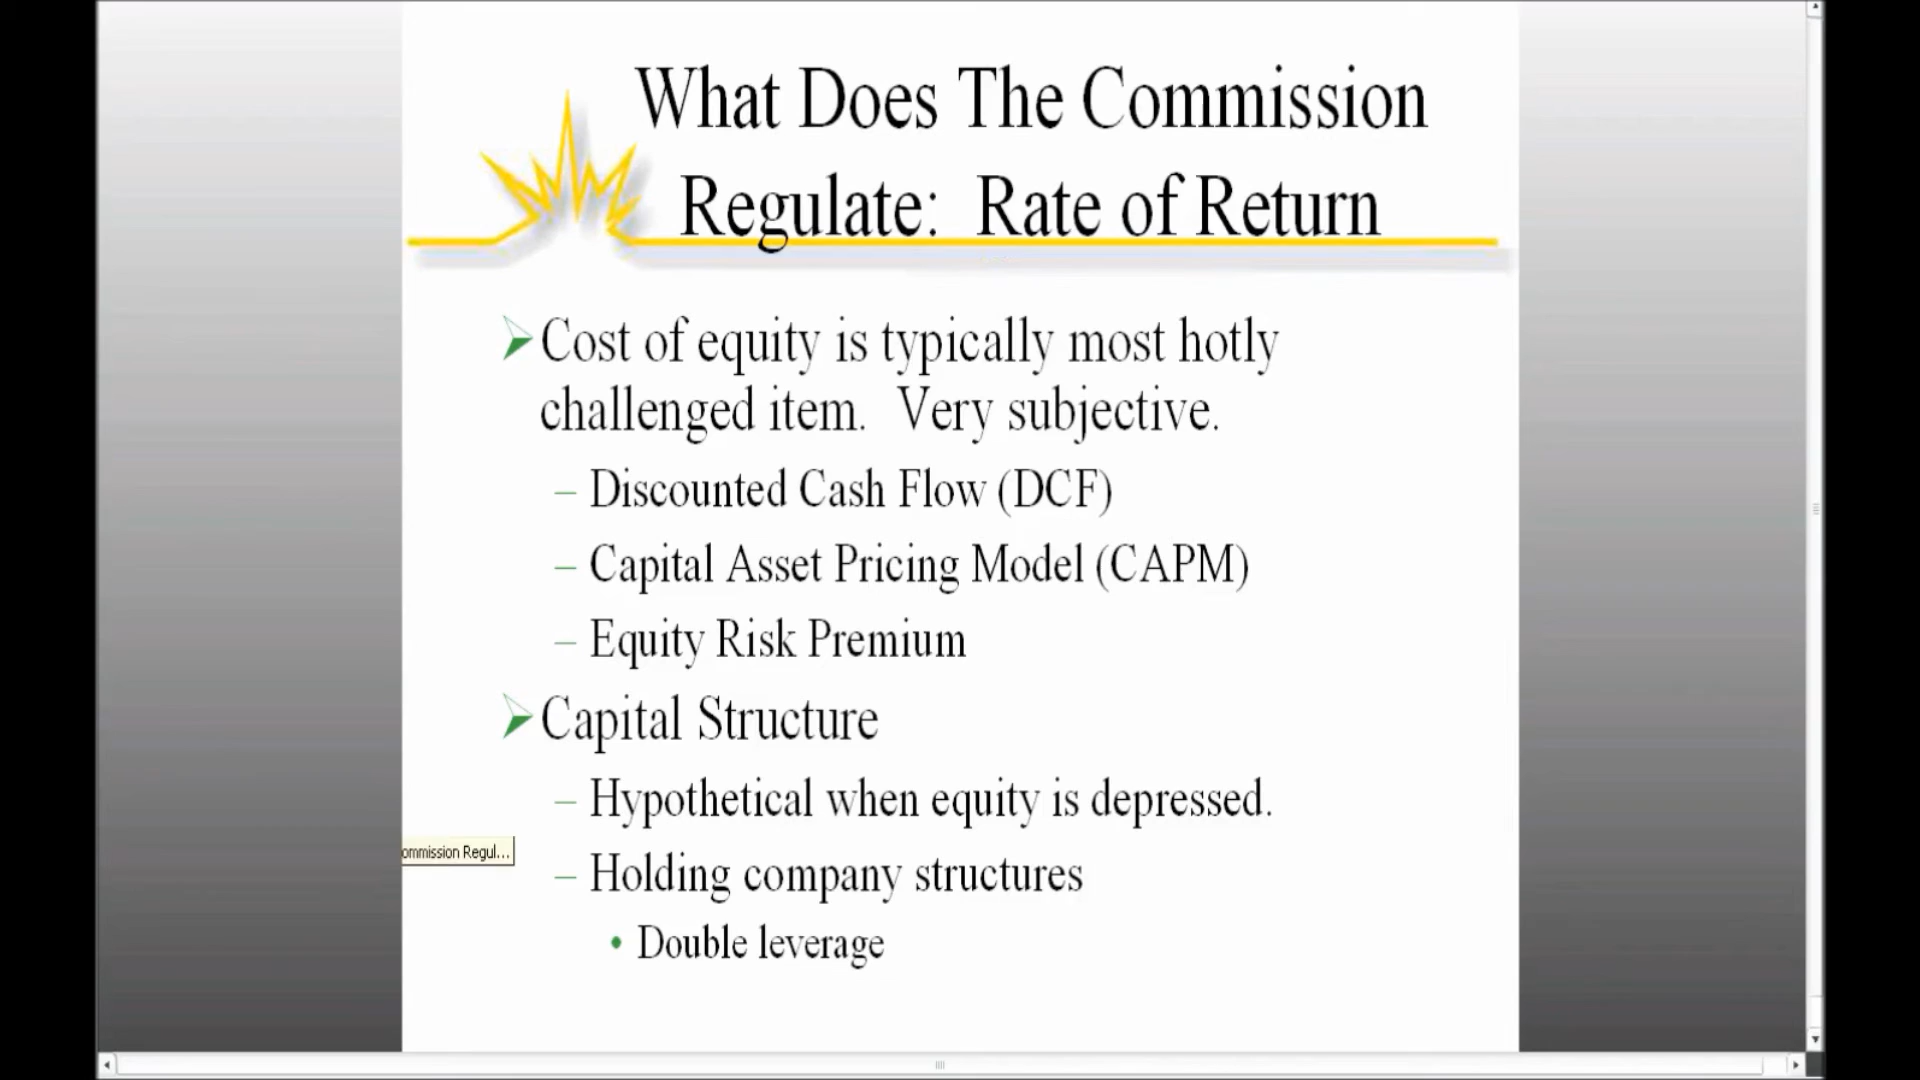 What Does The Commission
Regulate: Rate of Return
Cost of equity is typically most hotly
challenged item. Very subjective.
– Discounted Cash Flow (DCF)
– Capital Asset Pricing Model (CAPM)
– Equity Risk Premium
Capital Structure
– Hypothetical when equity is depressed.
ommission Regul...
– Holding company structures
• Double leverage